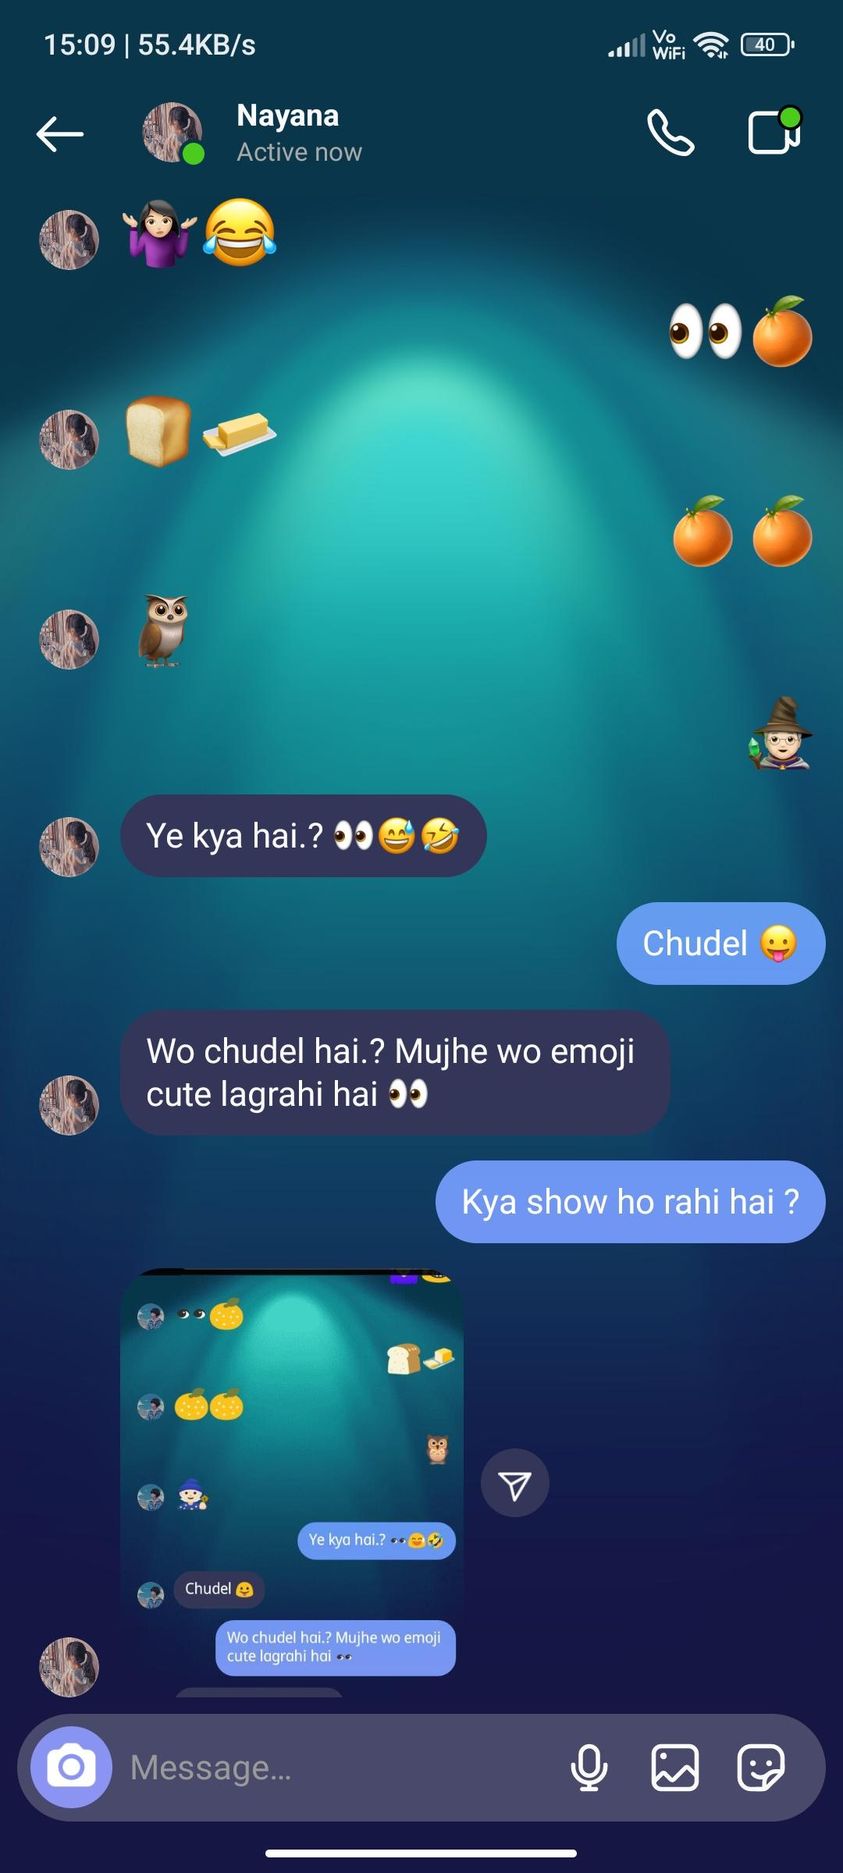 15:09 | 55.4KB/s
Vo
WiFi
40
Nayana
Active now
Ye kya hai.? 👀😅🤣
Chudel 😛
Wo chudel hai.? Mujhe wo emoji
cute lagrahi hai 👀
Kya show ho rahi hai ?
Ye kya hai.? 👀😅🤣
Chudel 😛
Wo chudel hai.? Mujhe wo emoji
cute lagrahi hai 👀
Message...